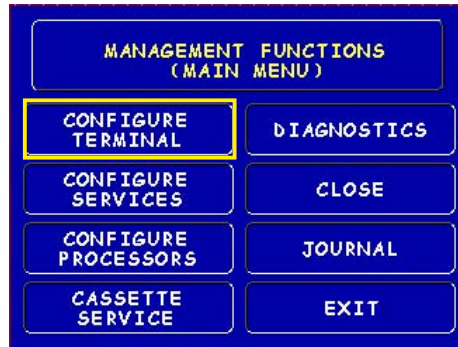 MANAGEMENT FUNCTIONS
(MAIN MENU)
CONFIGURE
TERMINAL
DIAGNOSTICS
CONFIGURE
SERVICES
CLOSE
CONFIGURE
PROCESSORS
JOURNAL
CASSETTE
SERVICE
EXIT